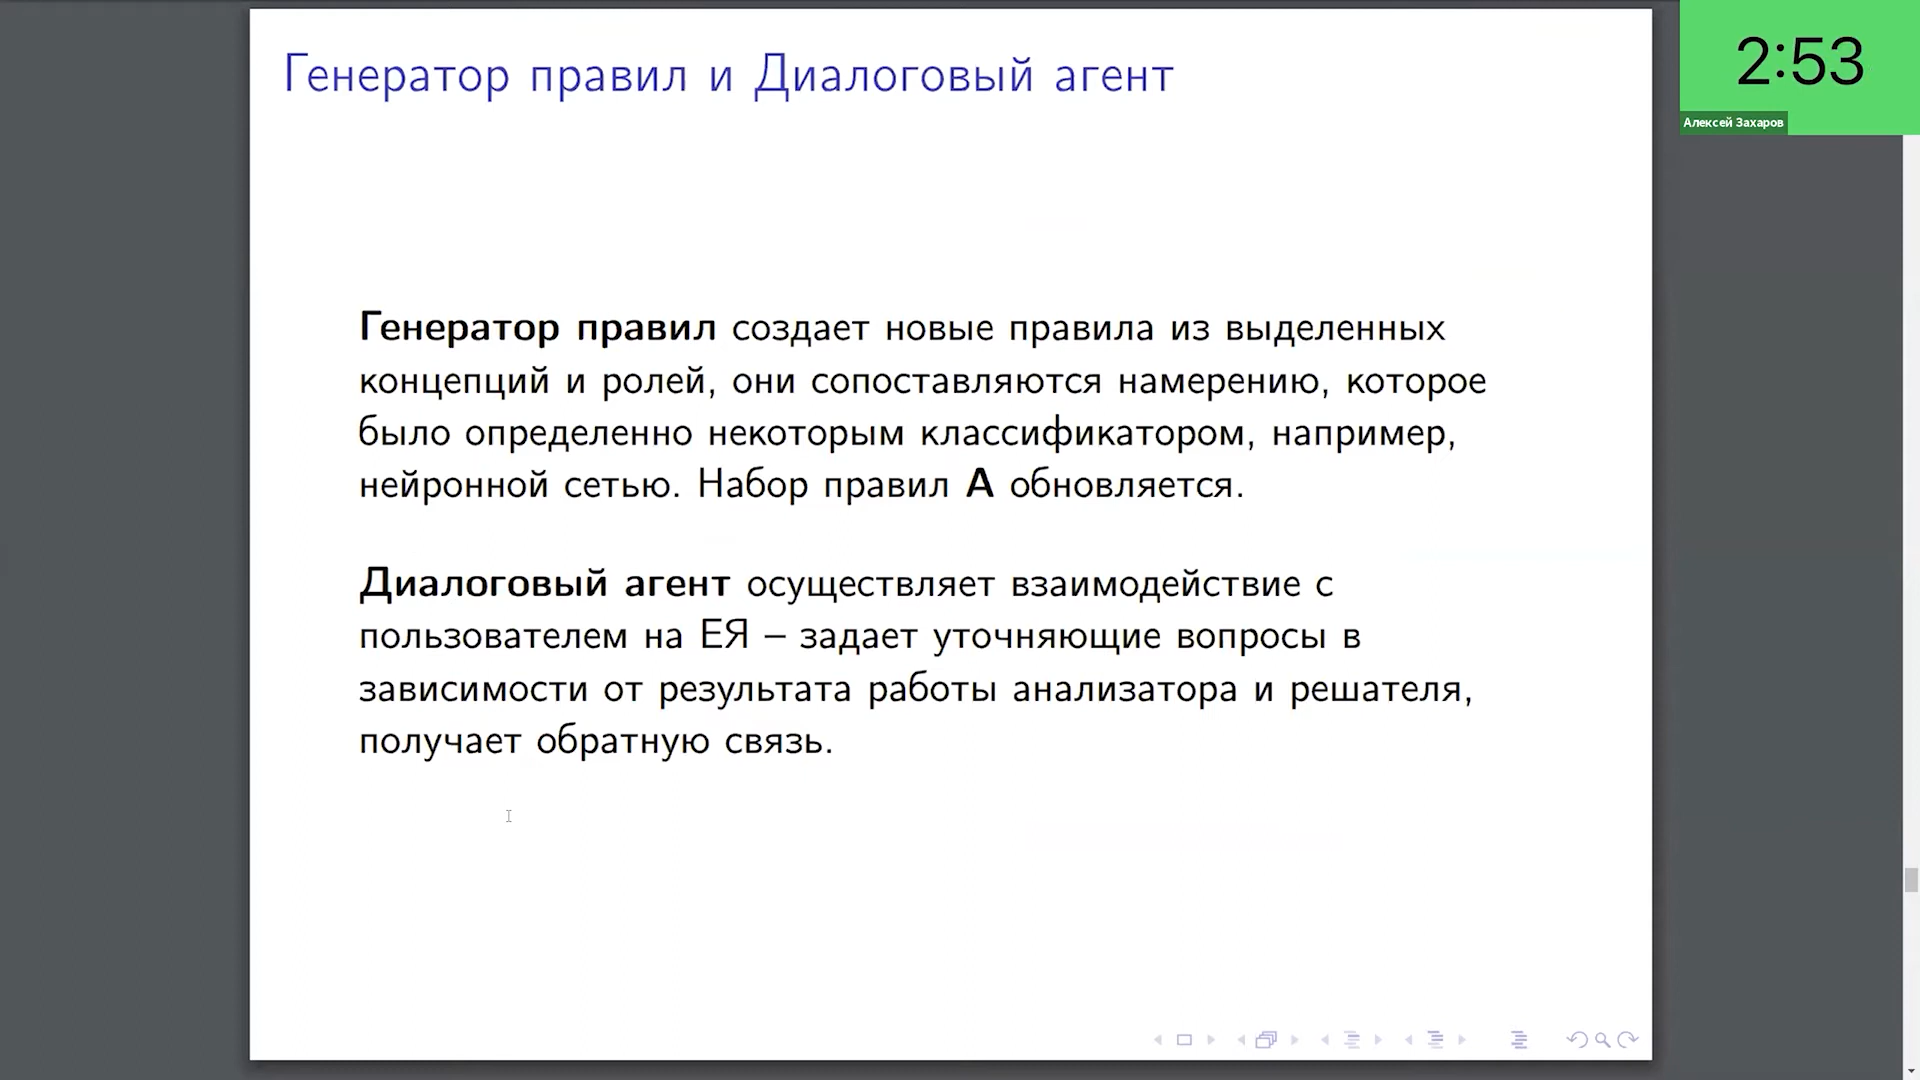 Генератор правил и Диалоговый агент
2:53
Алексей Захаров
Генератор правил создает новые правила из выделенных
концепций и ролей, они сопоставляются намерению, которое
было определенно некоторым классификатором, например,
нейронной сетью. Набор правил А обновляется.
Диалоговый агент осуществляет взаимодействие с
пользователем на ЕЯ – задает уточняющие вопросы в
зависимости от результата работы анализатора и решателя,
получает обратную связь.